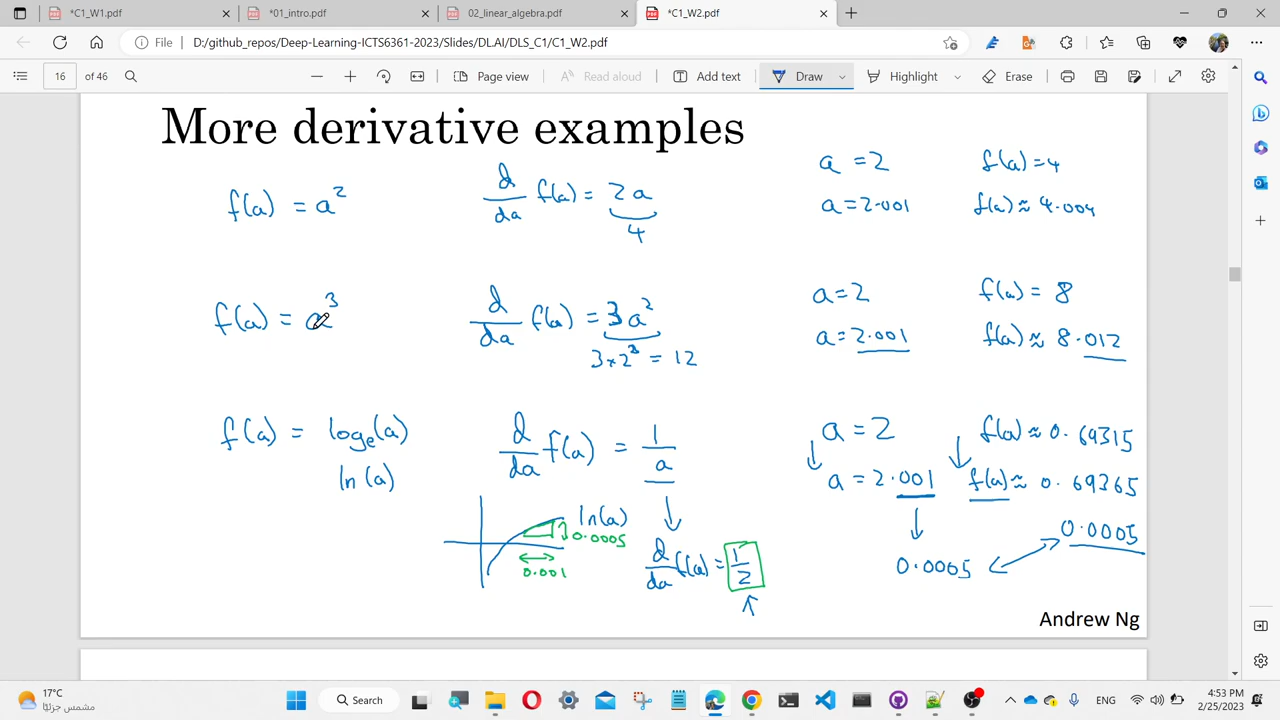 *C1_W1.pdf
*01_intro.pdf
02_linear_algebra.pdf
*C1_W2.pdf
File
D:/github_repos/Deep-Learning-ICTS6361-2023/Slides/DL.AI/DLS_C1/C1_W2.pdf
16 of 46
Page view
Read aloud
Add text
Draw
Highlight
Erase
More derivative examples
f(a) = a²
d/da f(a) = 2a
4
a = 2 f(a) = 4
a = 2.001 f(a) ≈ 4.004
f(a) = a³
d/da f(a) = 3a²
3×2³ = 12
a = 2 f(a) = 8
a = 2.001 f(a) ≈ 8.012
f(a) = logₑ(a)
ln(a)
d/da f(a) = 1/a
a = 2 f(a) ≈ 0.69315
a = 2.001 f(a) ≈ 0.69365
ln(a)
0.0005
0.001
d/da f(a) = 1/2
0.0005
0.0005
Andrew Ng
17°C
مشمس جزئيًا
Search
ENG
4:53 PM
2/25/2023